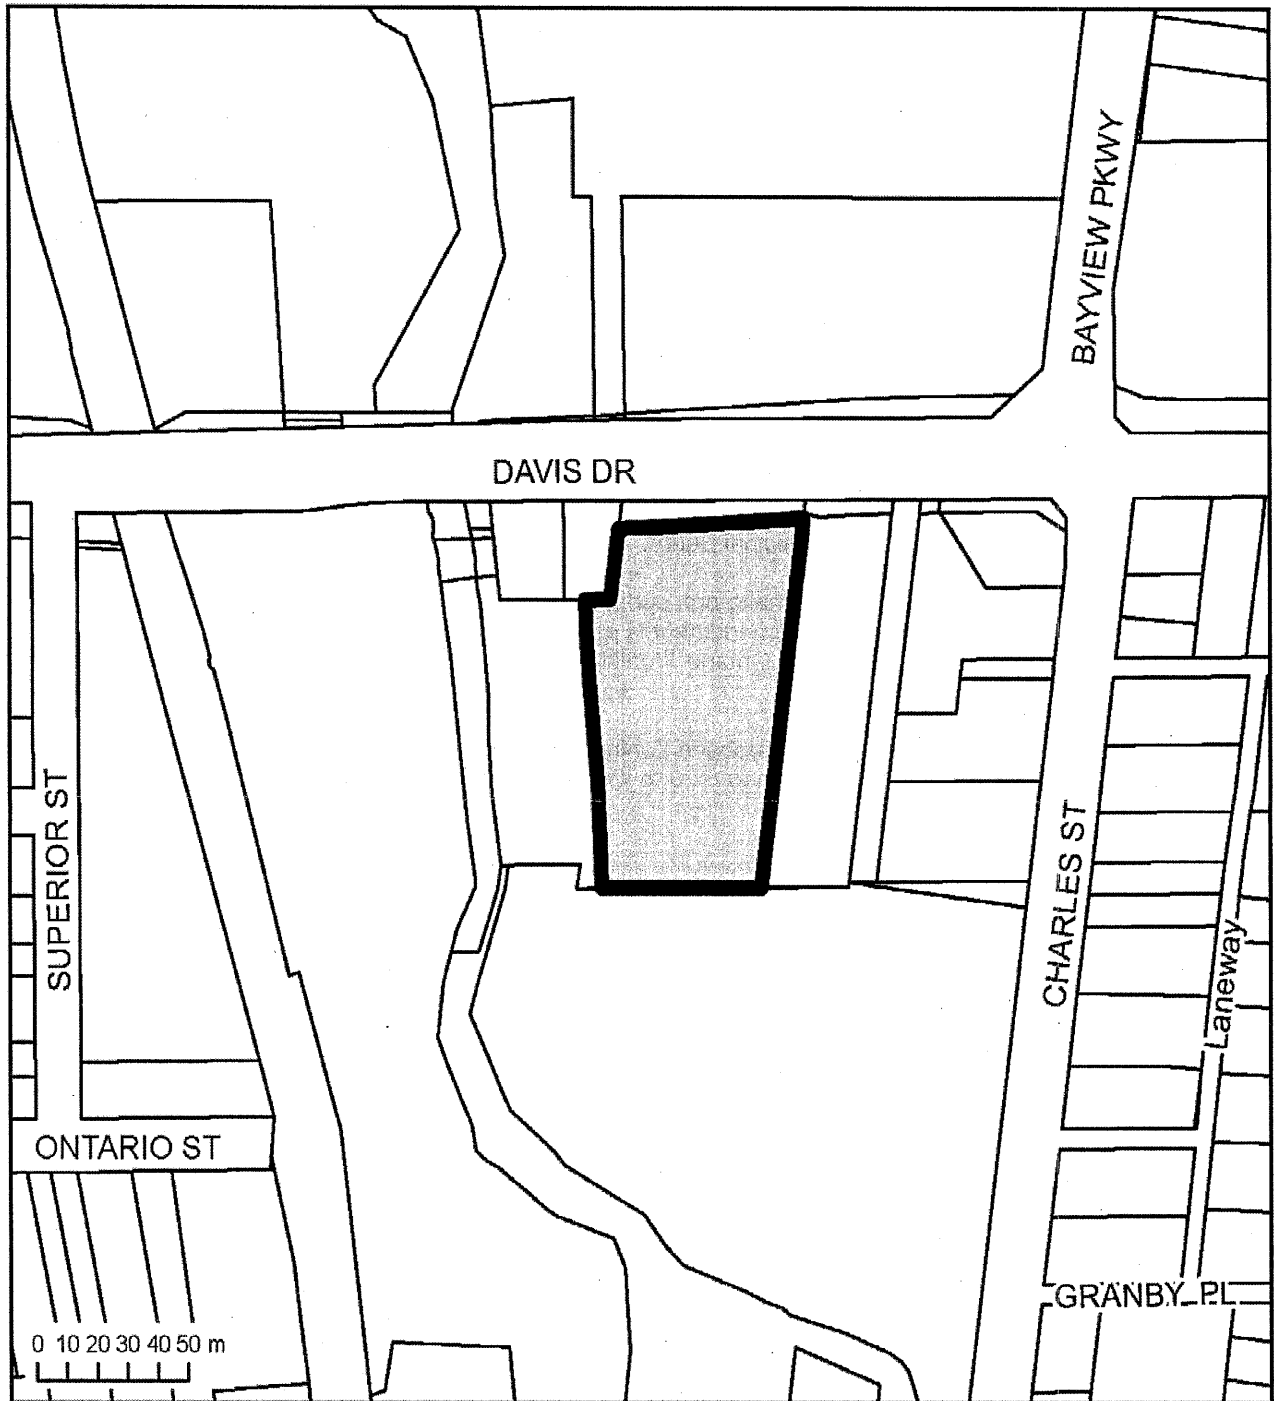 BAYVIEW PKWY
DAVIS DR
SUPERIOR ST
CHARLES ST
Laneway
ONTARIO ST
GRANBY PL
0 10 20 30 40 50 m